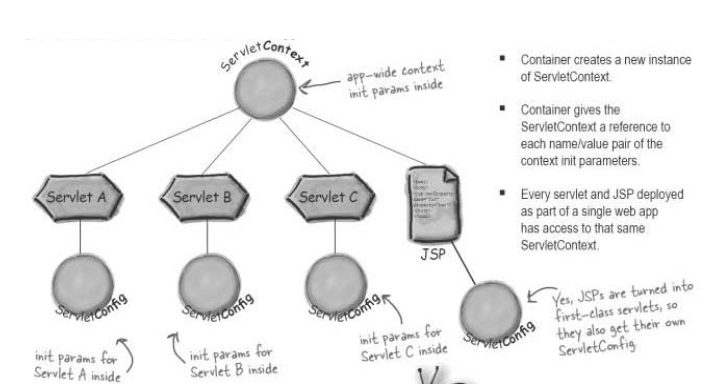 ServletContext
app-wide context
init params inside
Servlet A
Servlet B
Servlet C
JSP
ServletConfig
ServletConfig
ServletConfig
ServletConfig
init params for
Servlet A inside
init params for
Servlet B inside
init params for
Servlet C inside
Yes, JSPs are turned into
first-class servlets, so
they also get their own
ServletConfig.
▪ Container creates a new instance
of ServletContext.
▪ Container gives the
ServletContext a reference to
each name/value pair of the
context init parameters.
▪ Every servlet and JSP deployed
as part of a single web app
has access to that same
ServletContext.